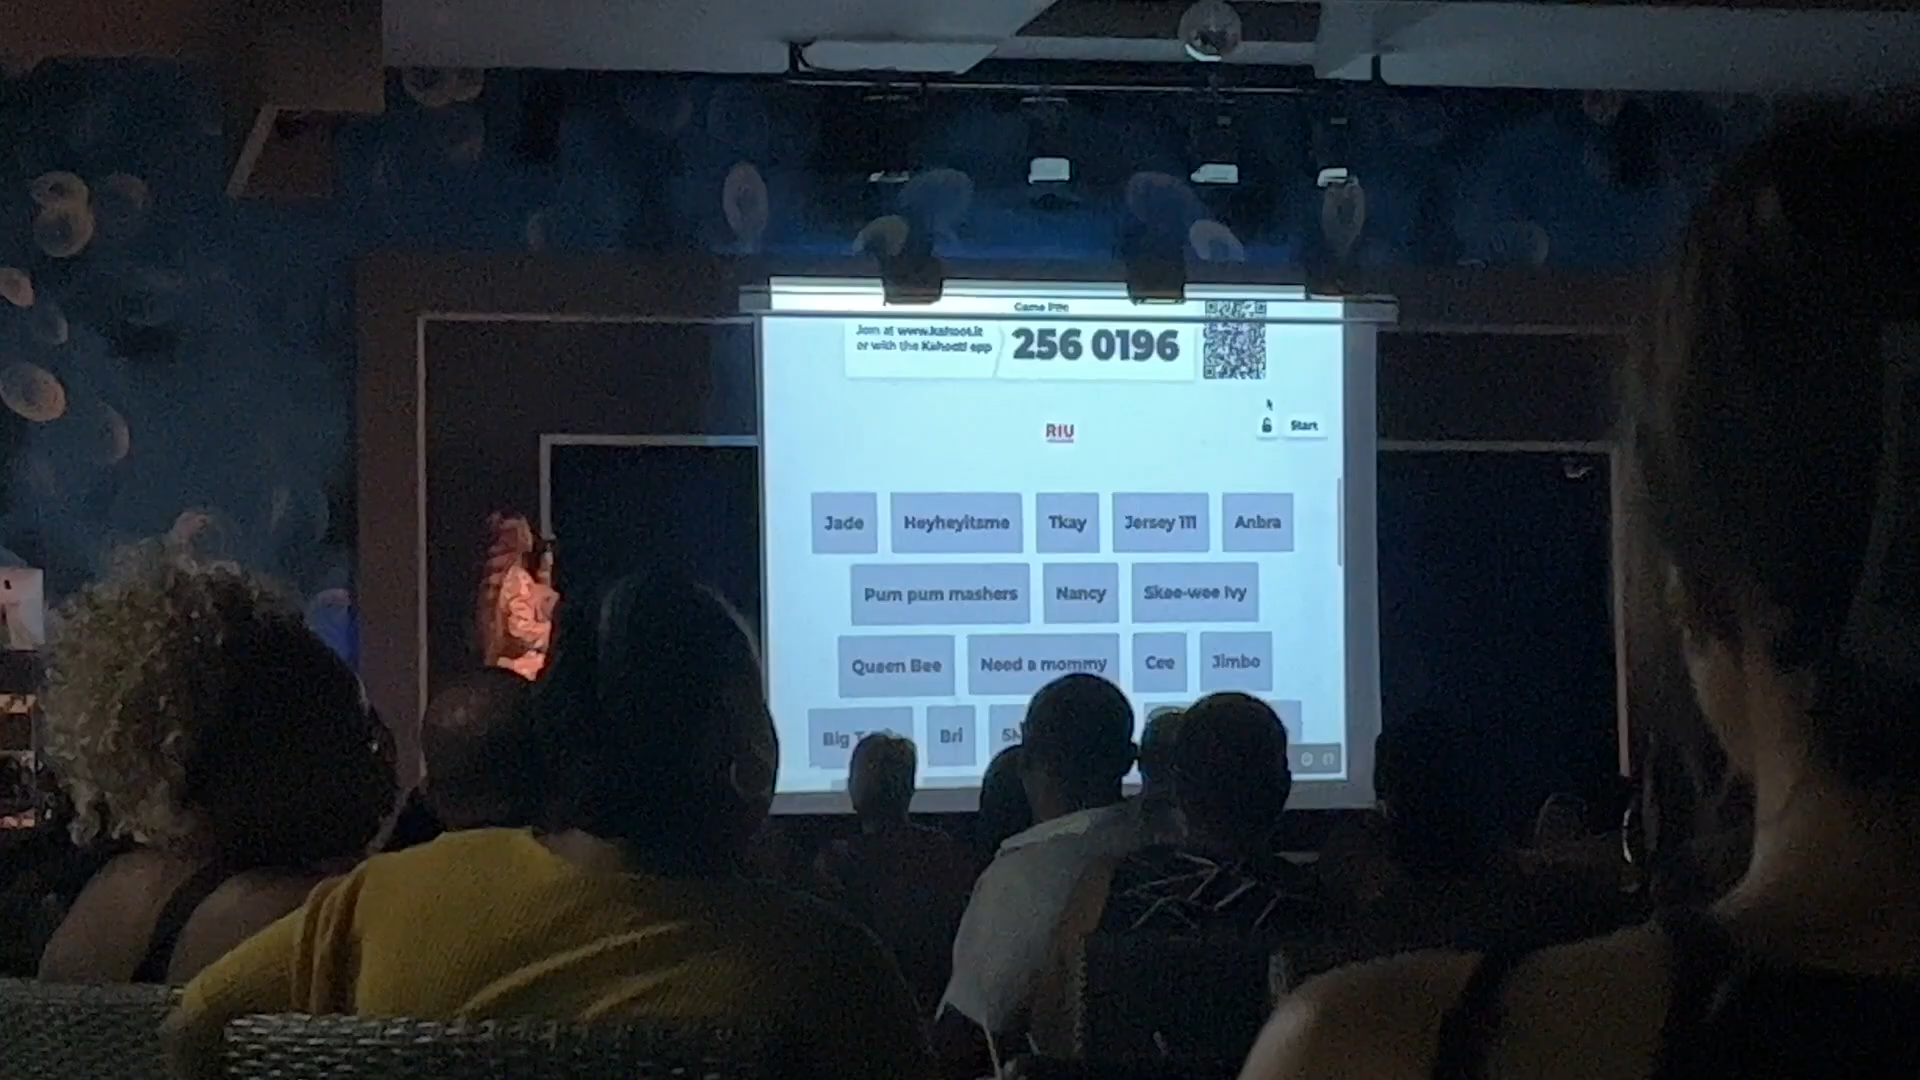 Game PIN:
Join at www.kahoot.it
or with the Kahoot! app
256 0196
RIU
Start
Jade Heyheyitsme Tkay Jersey 111 Anbra
Pum pum mashers Nancy Skee-wee Ivy
Queen Bee Need a mommy Cee Jimbo
Big Bri